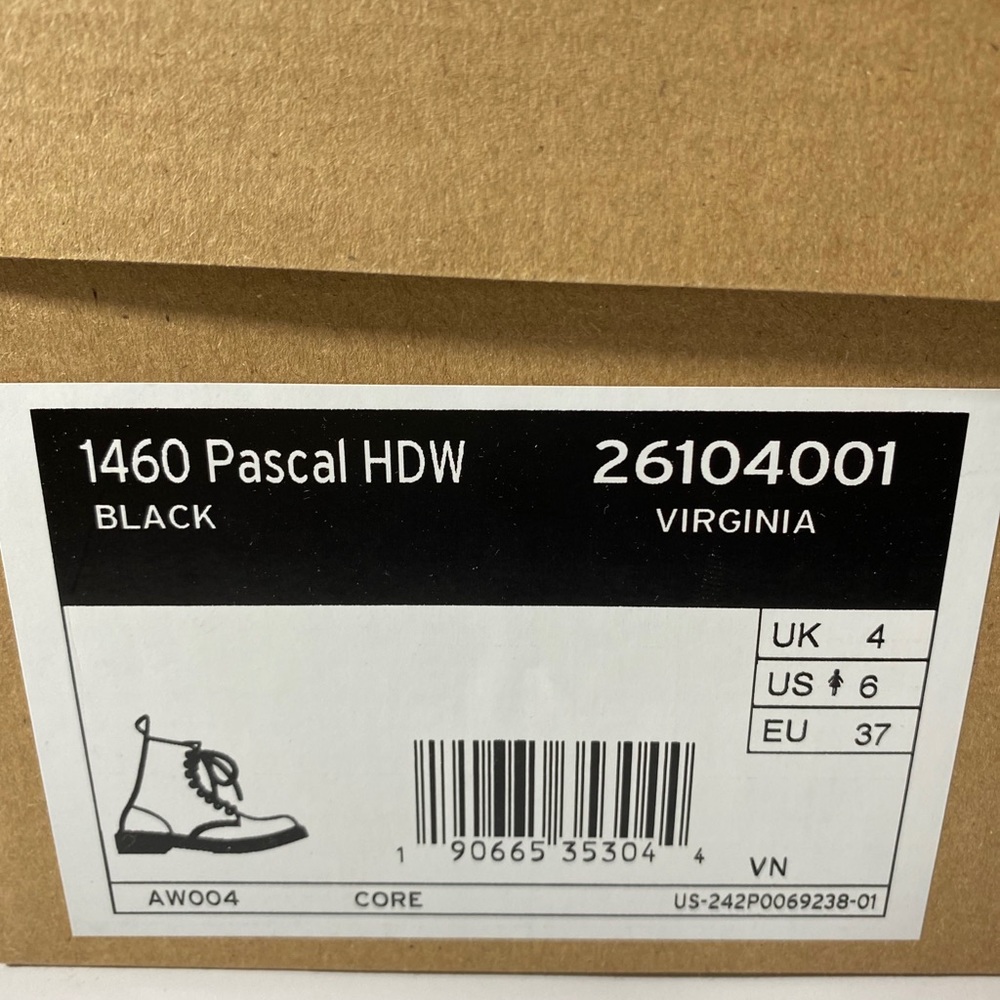 1460 Pascal HDW 26104001
BLACK VIRGINIA
UK 4
US 6
EU 37
1 90665 35304 4
VN
AW004 CORE US-242P0069238-01